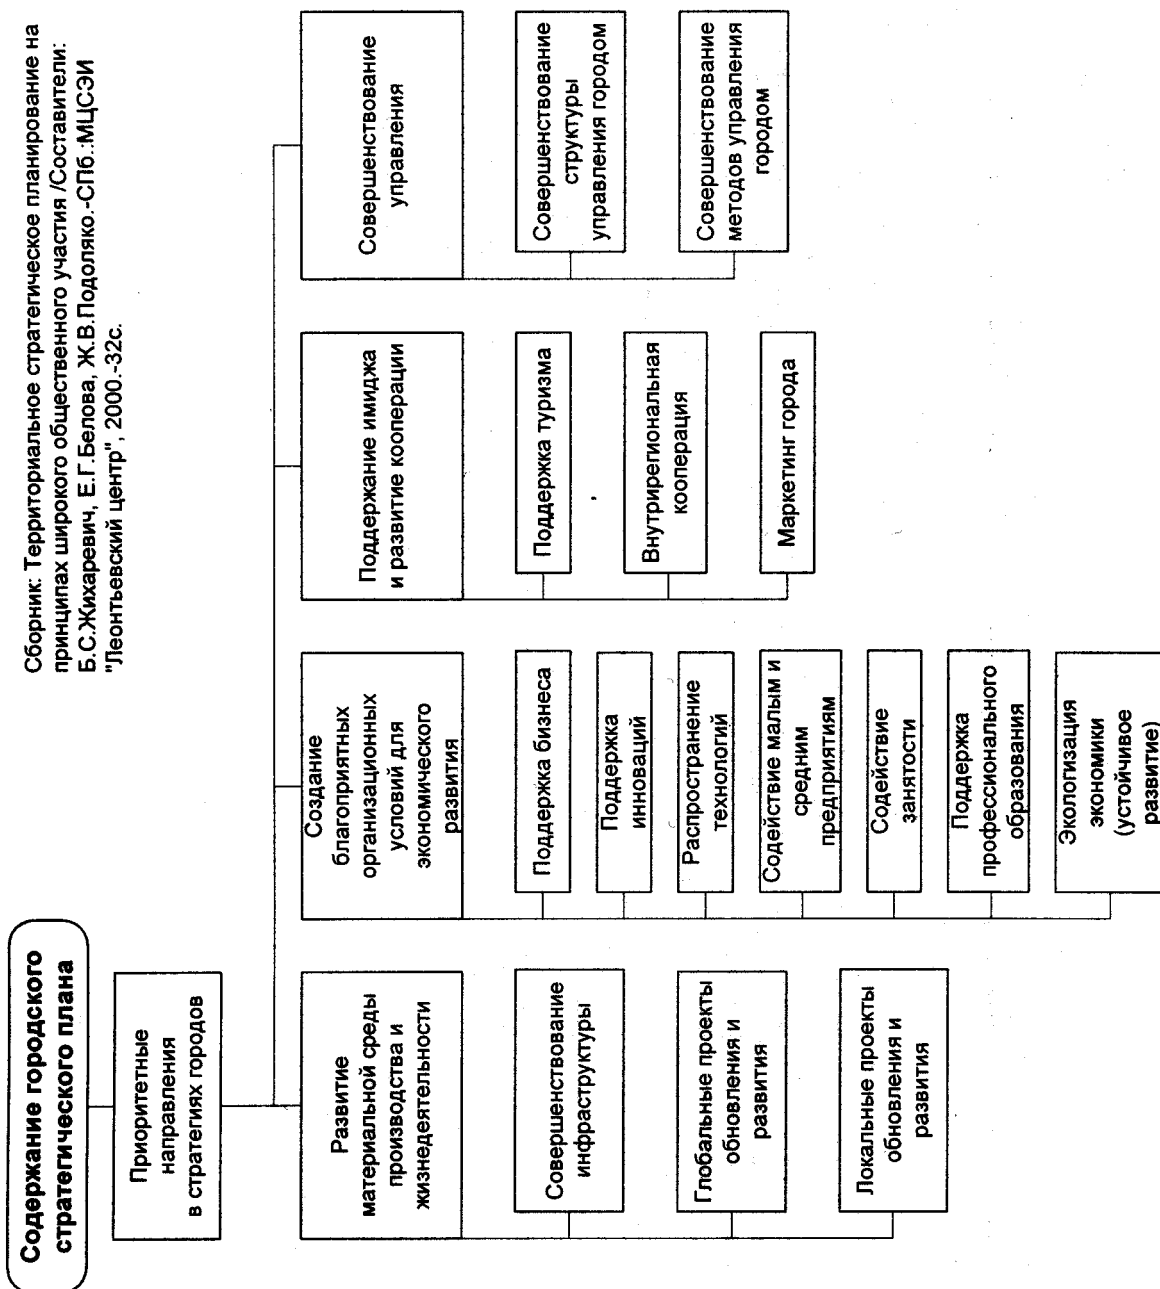 Сборник: Территориальное стратегическое планирование на
принципах широкого общественного участия /Составители:
Б.С.Жихаревич, Е.Г.Белова, Ж.В.Подоляко.-СПб.:МЦСЭИ
"Леонтьевский центр", 2000.-32с.
Содержание городского
стратегического плана
Приоритетные
направления
в стратегиях городов
Развитие
материальной среды
производства и
жизнедеятельности
Совершенствование
инфраструктуры
Глобальные проекты
обновления и
развития
Локальные проекты
обновления и
развития
Создание
благоприятных
организационных
условий для
экономического
развития
Поддержка бизнеса
Поддержка
инноваций
Распространение
технологий
Содействие малым и
средним
предприятиям
Содействие
занятости
Поддержка
профессионального
образования
Экологизация
экономики
(устойчивое
развитие)
Поддержание имиджа
и развитие кооперации
Поддержка туризма
Внутрирегиональная
кооперация
Маркетинг города
Совершенствование
управления
Совершенствование
структуры
управления городом
Совершенствование
методов управления
городом